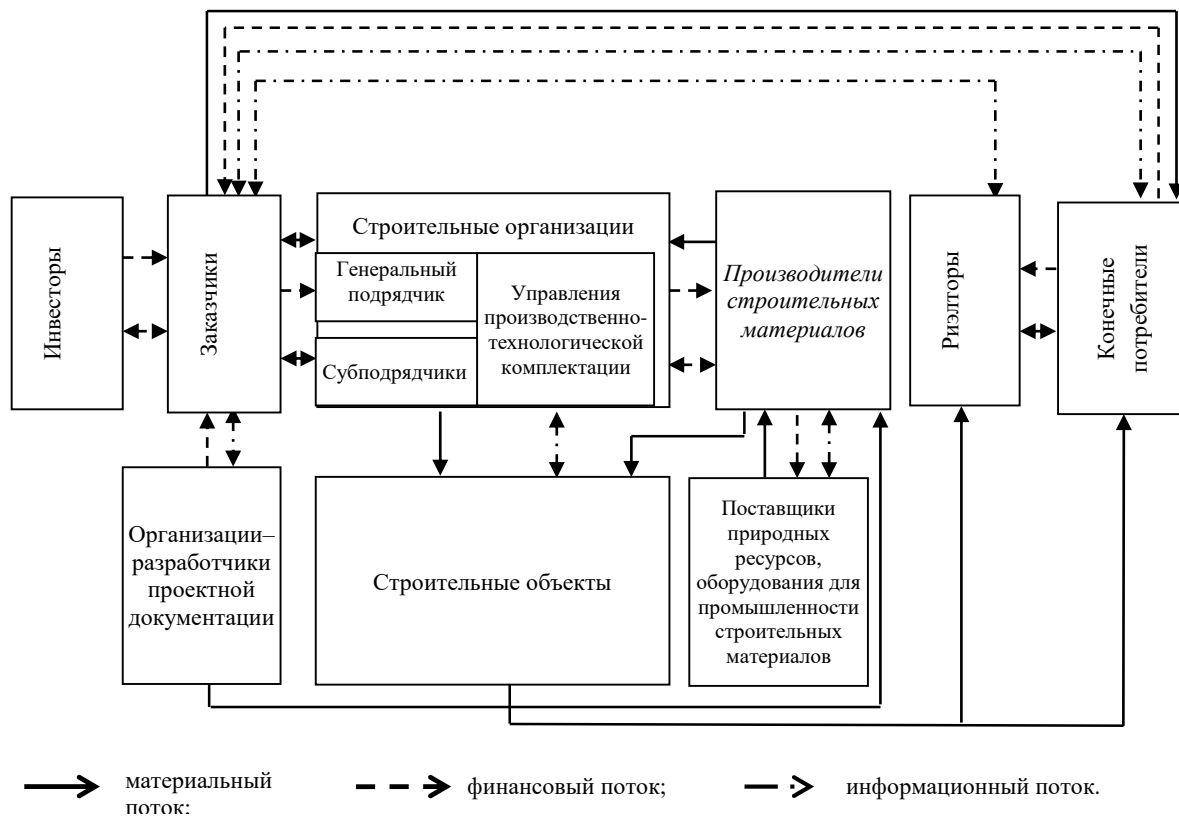 Инвесторы
Заказчики
Строительные организации
Генеральный
подрядчик
Субподрядчики
Управления
производственно-
технологической
комплектации
Производители
строительных
материалов
Риэлторы
Конечные
потребители
Организации–
разработчики
проектной
документации
Строительные объекты
Поставщики
природных
ресурсов,
оборудования для
промышленности
строительных
материалов
материальный
поток;
финансовый поток;
информационный поток.